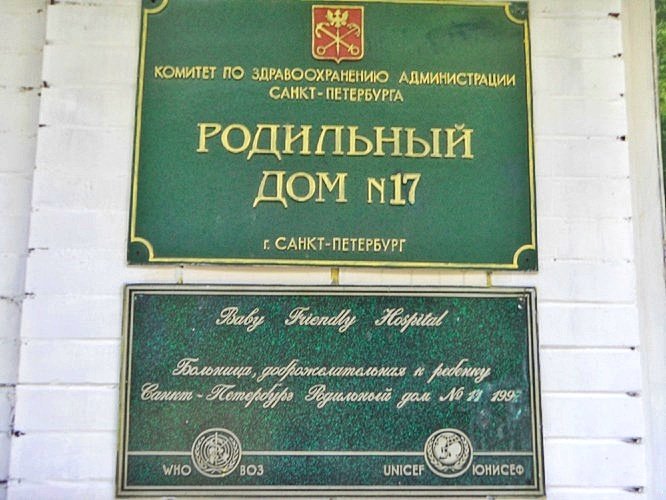 КОМИТЕТ ПО ЗДРАВООХРАНЕНИЮ АДМИНИСТРАЦИИ
САНКТ-ПЕТЕРБУРГА
РОДИЛЬНЫЙ
ДОМ №17
г. САНКТ-ПЕТЕРБУРГ
Baby Friendly Hospital
Больница, доброжелательная к ребенку
Санкт-Петербург Родильный дом №
WHO ВОЗ UNICEF ЮНИСЕФ